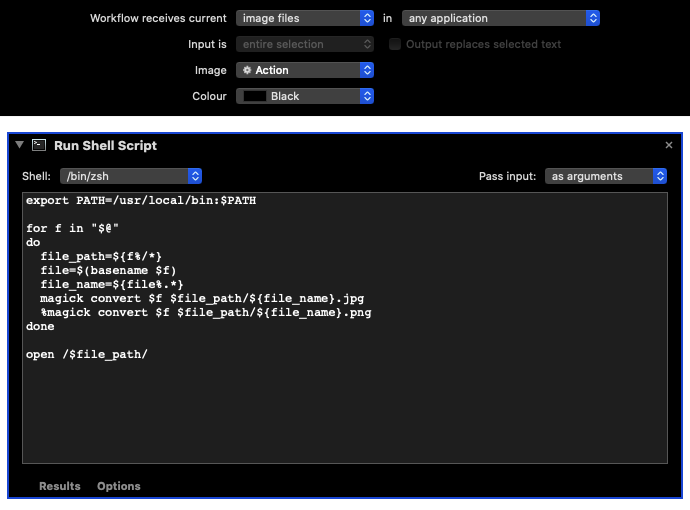 Workflow receives current image files in any application
Input is entire selection Output replaces selected text
Image Action
Colour Black
Run Shell Script
Shell: /bin/zsh Pass input: as arguments
export PATH=/usr/local/bin:$PATH
for f in "$@"
do
file_path=${f%/*}
file=$(basename $f)
file_name=${file%.*}
magick convert $f $file_path/${file_name}.jpg
%magick convert $f $file_path/${file_name}.png
done
open /$file_path/
Results Options